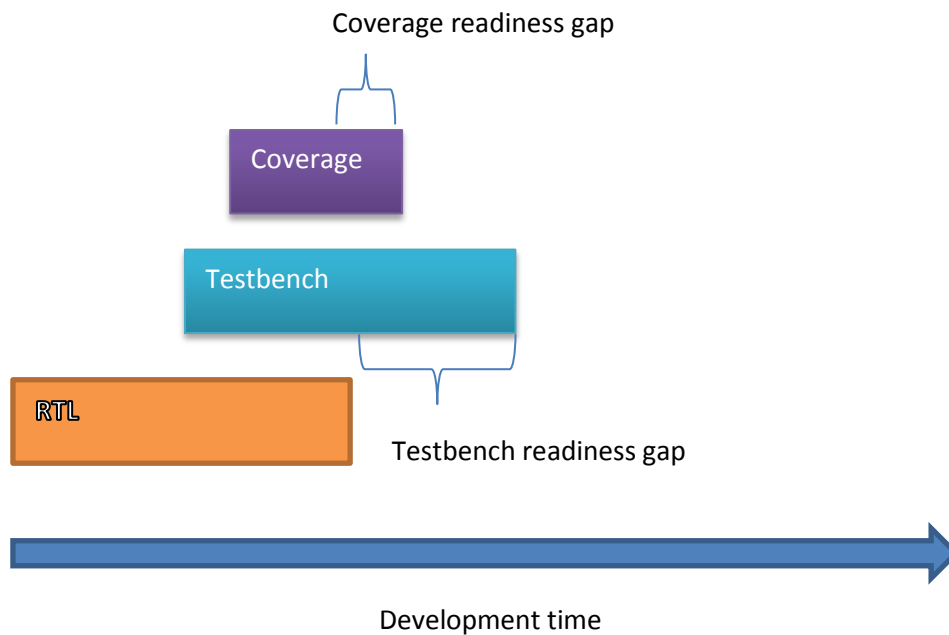 Coverage readiness gap
Coverage
Testbench
RTL
Testbench readiness gap
Development time